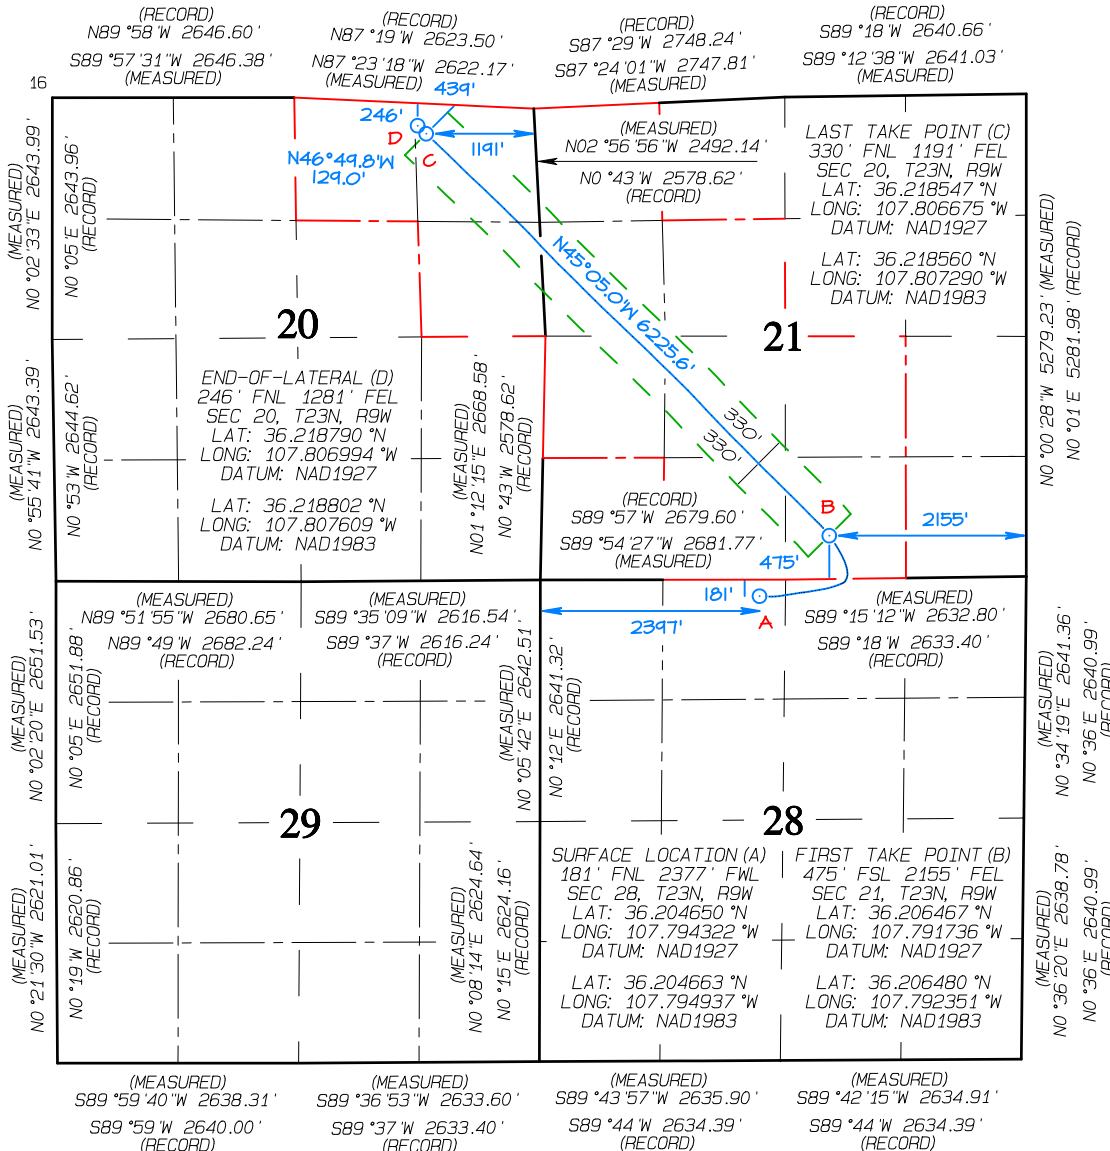 (RECORD)
N89°58'W 2646.60'
S89°57'31"W 2646.38'
(MEASURED)
(RECORD)
N87°19'W 2623.50'
N87°23'18"W 2622.17'
(MEASURED)
(RECORD)
S87°29'W 2748.24'
S87°24'01"W 2747.81'
(MEASURED)
(RECORD)
S89°18'W 2640.66'
S89°12'38"W 2641.03'
(MEASURED)
16
439'
246'
D
C
1191'
N46°49.8'W
129.0'
(MEASURED)
N02°56'56"W 2492.14'
N0°43'W 2578.62'
(RECORD)
LAST TAKE POINT (C)
330' FNL 1191' FEL
SEC 20, T23N, R9W
LAT: 36.218547°N
LONG: 107.806675°W
DATUM: NAD1927
LAT: 36.218560°N
LONG: 107.807290°W
DATUM: NAD1983
(MEASURED)
N0°02'33"E 2643.99'
N0°05'E 2643.96'
(RECORD)
N0°00'28"W 5279.23' (MEASURED)
N0°01'E 5281.98' (RECORD)
N45°05.0'W 6225.6'
20
21
END-OF-LATERAL (D)
246' FNL 1281' FEL
SEC 20, T23N, R9W
LAT: 36.218790°N
LONG: 107.806994°W
DATUM: NAD1927
LAT: 36.218802°N
LONG: 107.807609°W
DATUM: NAD1983
(MEASURED)
N0°55'41"W 2643.39'
N0°53'W 2644.62'
(RECORD)
(MEASURED)
N01°12'15"E 2668.58'
N0°43'W 2578.62'
(RECORD)
330'
330'
(RECORD)
S89°57'W 2679.60'
S89°54'27"W 2681.77'
(MEASURED)
B
2155'
475'
181'
A
2397'
(MEASURED)
N89°51'55"W 2680.65'
N89°49'W 2682.24'
(RECORD)
(MEASURED)
S89°35'09"W 2616.54'
S89°37'W 2616.24'
(RECORD)
(MEASURED)
S89°15'12"W 2632.80'
S89°18'W 2633.40'
(RECORD)
(MEASURED)
N0°02'20"E 2651.53'
N0°05'E 2651.88'
(RECORD)
(MEASURED)
N0°05'42"E 2642.51'
N0°12'E 2641.32'
(RECORD)
(MEASURED)
N0°34'19"E 2641.36'
N0°36'E 2640.99'
(RECORD)
29
28
SURFACE LOCATION (A)
181' FNL 2377' FWL
SEC 28, T23N, R9W
LAT: 36.204650°N
LONG: 107.794322°W
DATUM: NAD1927
LAT: 36.204663°N
LONG: 107.794937°W
DATUM: NAD1983
FIRST TAKE POINT (B)
475' FSL 2155' FEL
SEC 21, T23N, R9W
LAT: 36.206467°N
LONG: 107.791736°W
DATUM: NAD1927
LAT: 36.206480°N
LONG: 107.792351°W
DATUM: NAD1983
(MEASURED)
N0°21'30"W 2621.01'
N0°19'W 2620.86'
(RECORD)
(MEASURED)
N0°08'14"E 2624.64'
N0°15'E 2624.16'
(RECORD)
(MEASURED)
N0°36'20"E 2638.78'
N0°36'E 2640.99'
(RECORD)
(MEASURED)
S89°59'40"W 2638.31'
S89°59'W 2640.00'
(RECORD)
(MEASURED)
S89°36'53"W 2633.60'
S89°37'W 2633.40'
(RECORD)
(MEASURED)
S89°43'57"W 2635.90'
S89°44'W 2634.39'
(RECORD)
(MEASURED)
S89°42'15"W 2634.91'
S89°44'W 2634.39'
(RECORD)